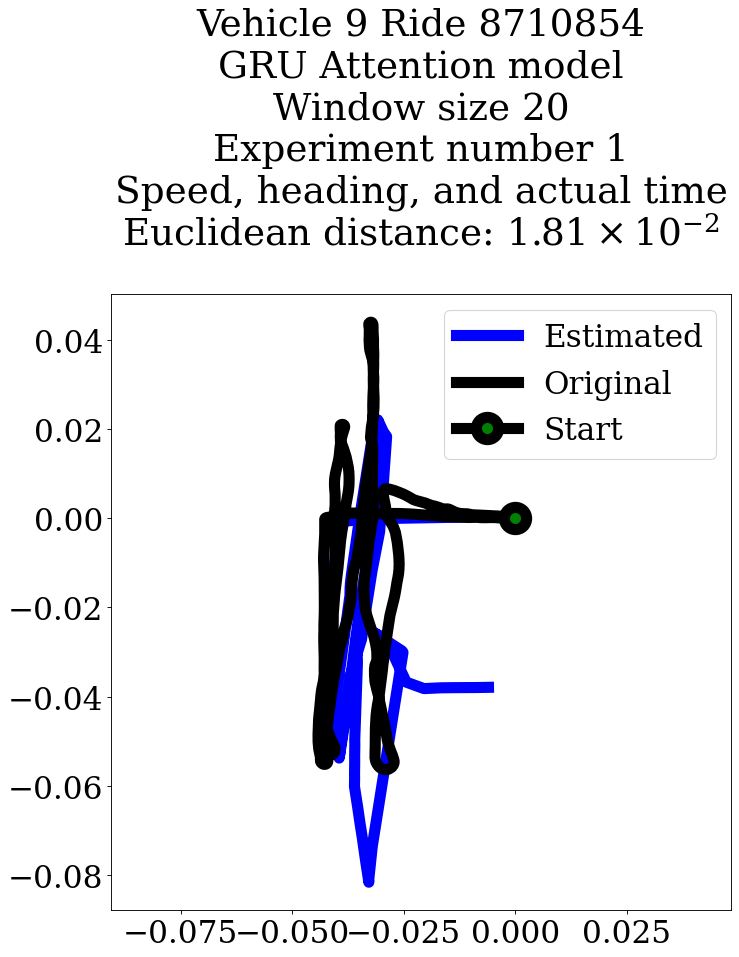 Vehicle 9 Ride 8710854
GRU Attention model
Window size 20
Experiment number 1
Speed, heading, and actual time
Euclidean distance: 1.81 × 10⁻²
Estimated
Original
Start
0.04
0.02
0.00
−0.02
−0.04
−0.06
−0.08
−0.075 −0.050 −0.025 0.000 0.025